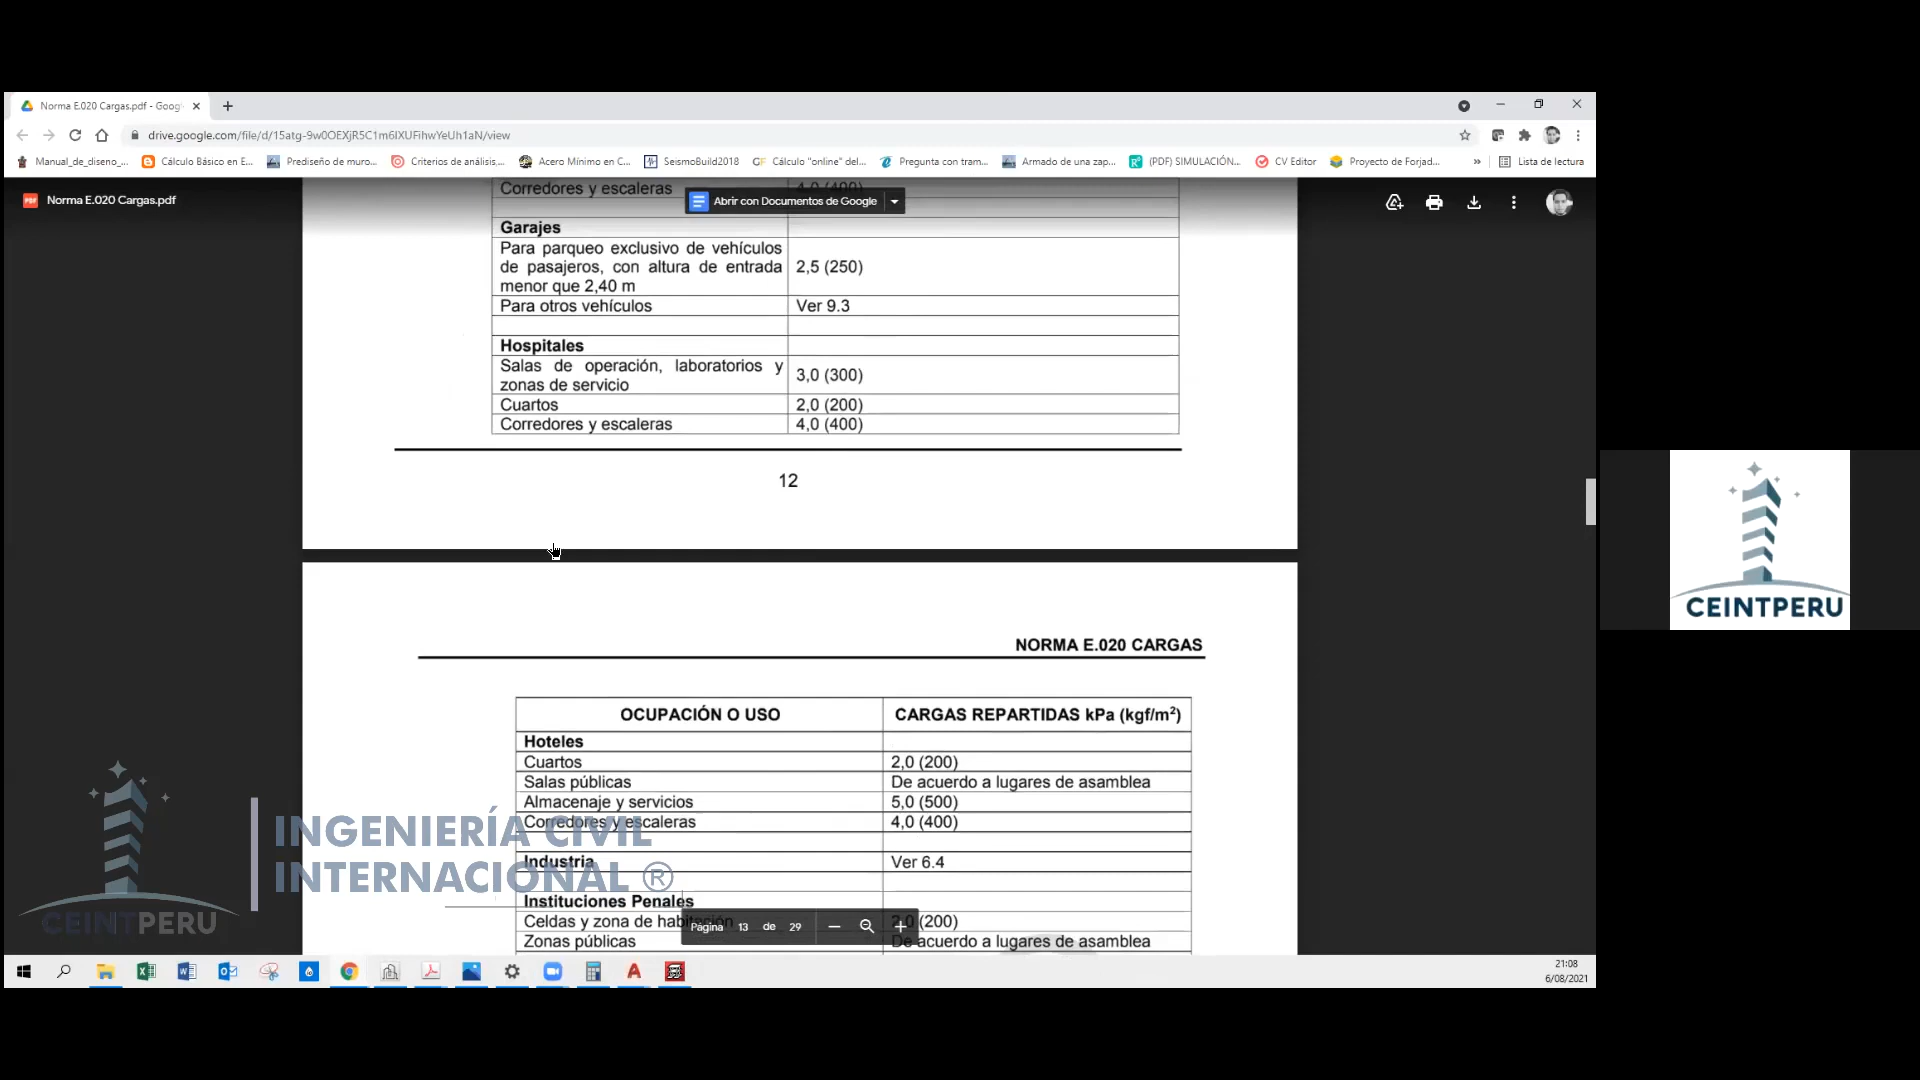 Norma E.020 Cargas.pdf - Goog
drive.google.com/file/d/15atg-9w0OEXjR5C1m6IXUFihwYeUh1aN/view
Manual_de_diseno_...
Cálculo Básico en E...
Prediseño de muro...
Criterios de análisis,...
Acero Mínimo en C...
SeismoBuild2018
GF Cálculo "online" del...
Pregunta con tram...
Armado de una zap...
(PDF) SIMULACIÓN...
CV Editor
Proyecto de Forjad...
»
Lista de lectura
PDF Norma E.020 Cargas.pdf
Abrir con Documentos de Google
Corredores y escaleras 4,0 (400)
Garajes
Para parqueo exclusivo de vehículos
de pasajeros, con altura de entrada 2,5 (250)
menor que 2,40 m
Para otros vehículos Ver 9.3
Hospitales
Salas de operación, laboratorios y
zonas de servicio 3,0 (300)
Cuartos 2,0 (200)
Corredores y escaleras 4,0 (400)
12
NORMA E.020 CARGAS
OCUPACIÓN O USO CARGAS REPARTIDAS kPa (kgf/m²)
Hoteles
Cuartos 2,0 (200)
Salas públicas De acuerdo a lugares de asamblea
Almacenaje y servicios 5,0 (500)
Corredores y escaleras 4,0 (400)
Industria Ver 6.4
Instituciones Penales
Celdas y zona de habitación 2,0 (200)
Zonas públicas De acuerdo a lugares de asamblea
Página 13 de 29
INGENIERÍA CIVIL
INTERNACIONAL ®
CEINTPERU
CEINTPERU
21:08
6/08/2021